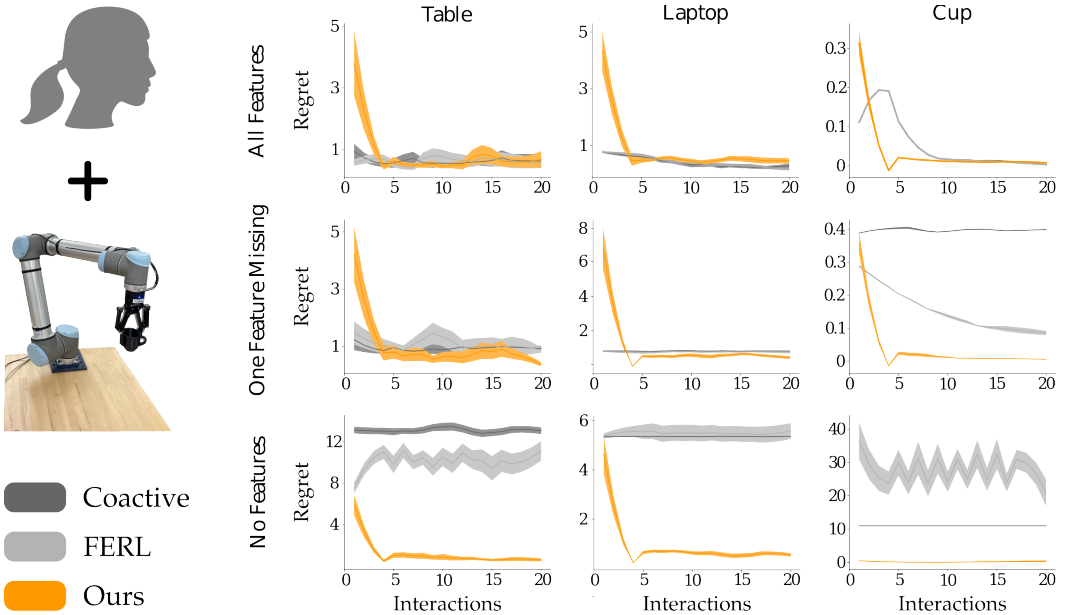 Table
Laptop
Cup
All Features
Regret
5
3
1
0 5 10 15 20
5
3
1
0 5 10 15 20
0.3
0.2
0.1
0
0 5 10 15 20
One Feature Missing
Regret
5
3
1
0 5 10 15 20
8
6
4
2
0 5 10 15 20
0.4
0.3
0.2
0.1
0
0 5 10 15 20
No Features
Regret
12
8
4
0 5 10 15 20
Interactions
6
4
2
0 5 10 15 20
Interactions
40
30
20
10
0
0 5 10 15 20
Interactions
Coactive
FERL
Ours